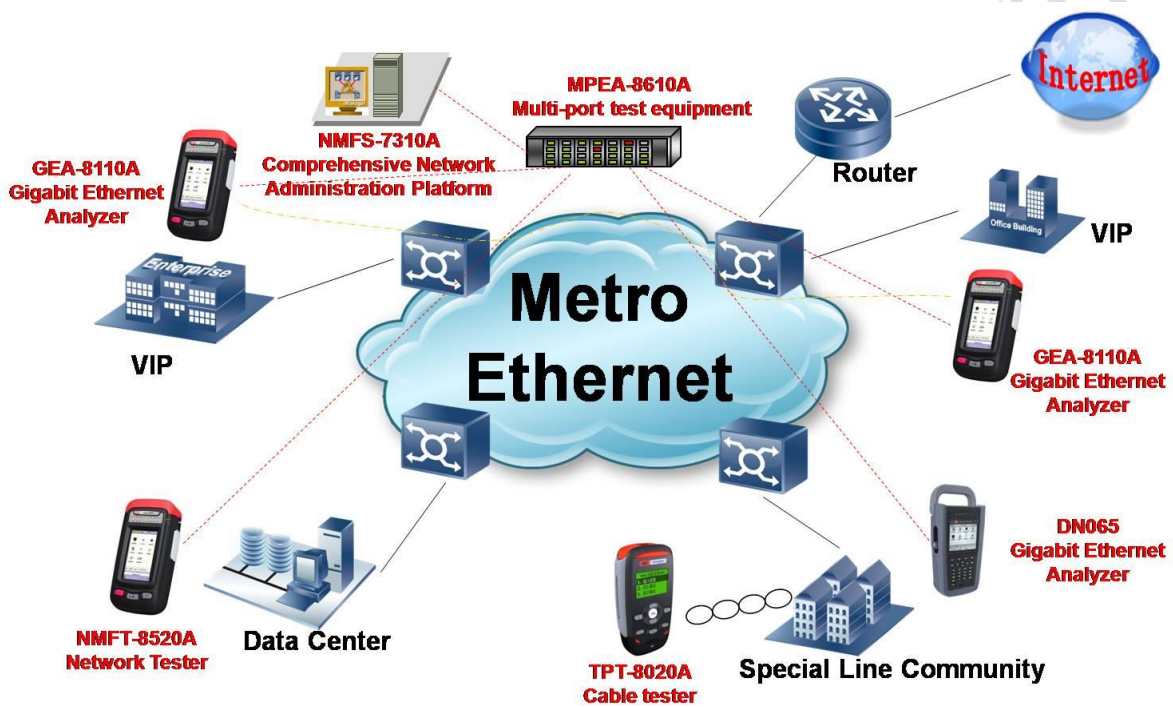 Internet
MPEA-8610A
Multi-port test equipment
NMFS-7310A
Comprehensive Network
Administration Platform
GEA-8110A
Gigabit Ethernet
Analyzer
Router
Office Building
VIP
Enterprise
VIP
Metro
Ethernet
GEA-8110A
Gigabit Ethernet
Analyzer
DN065
Gigabit Ethernet
Analyzer
NMFT-8520A
Network Tester
Data Center
TPT-8020A
Cable tester
Special Line Community